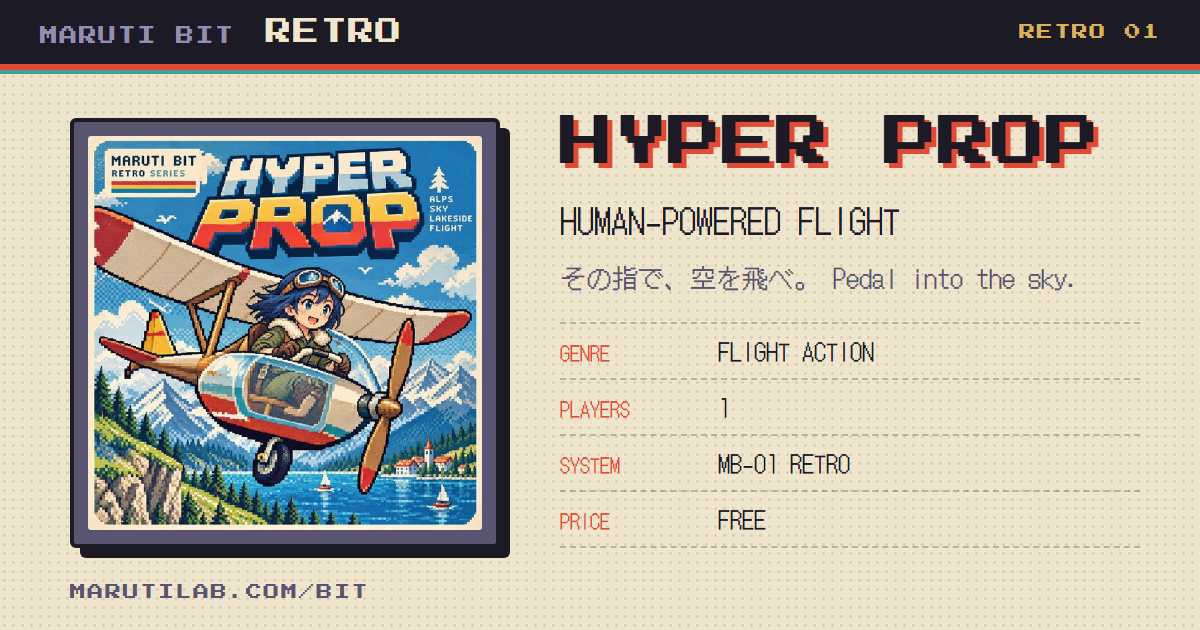 MARUTI BIT RETRO
RETRO 01
MARUTI BIT
RETRO SERIES
HYPER
PROP
ALPS
SKY
LAKESIDE
FLIGHT
HYPER PROP
HUMAN-POWERED FLIGHT
その指で、空を飛べ。 Pedal into the sky.
GENRE FLIGHT ACTION
PLAYERS 1
SYSTEM MB-01 RETRO
PRICE FREE
MARUTILAB.COM/BIT